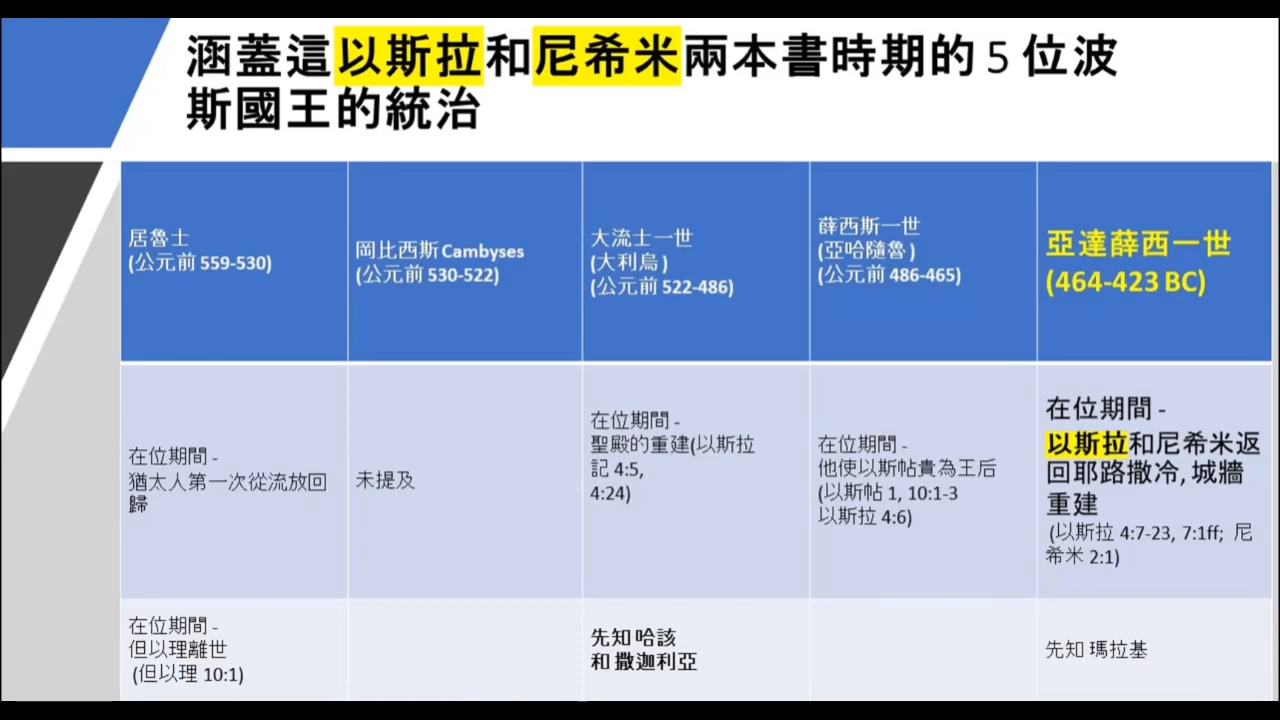 涵蓋這以斯拉和尼希米兩本書時期的 5 位波
斯國王的統治
居魯士
(公元前 559-530)
岡比西斯 Cambyses
(公元前 530-522)
大流士一世
(大利烏)
(公元前 522-486)
薛西斯一世
(亞哈隨魯)
(公元前 486-465)
亞達薛西一世
(464-423 BC)
在位期間 -
猶太人第一次從流放回
歸
未提及
在位期間 -
聖殿的重建(以斯拉
記 4:5,
4:24)
在位期間 -
他使以斯帖貴為王后
(以斯帖 1, 10:1-3
以斯拉 4:6)
在位期間 -
以斯拉和尼希米返
回耶路撒冷, 城牆
重建
(以斯拉 4:7-23, 7:1ff; 尼
希米 2:1)
在位期間 -
但以理離世
(但以理 10:1)
先知 哈該
和 撒迦利亞
先知 瑪拉基